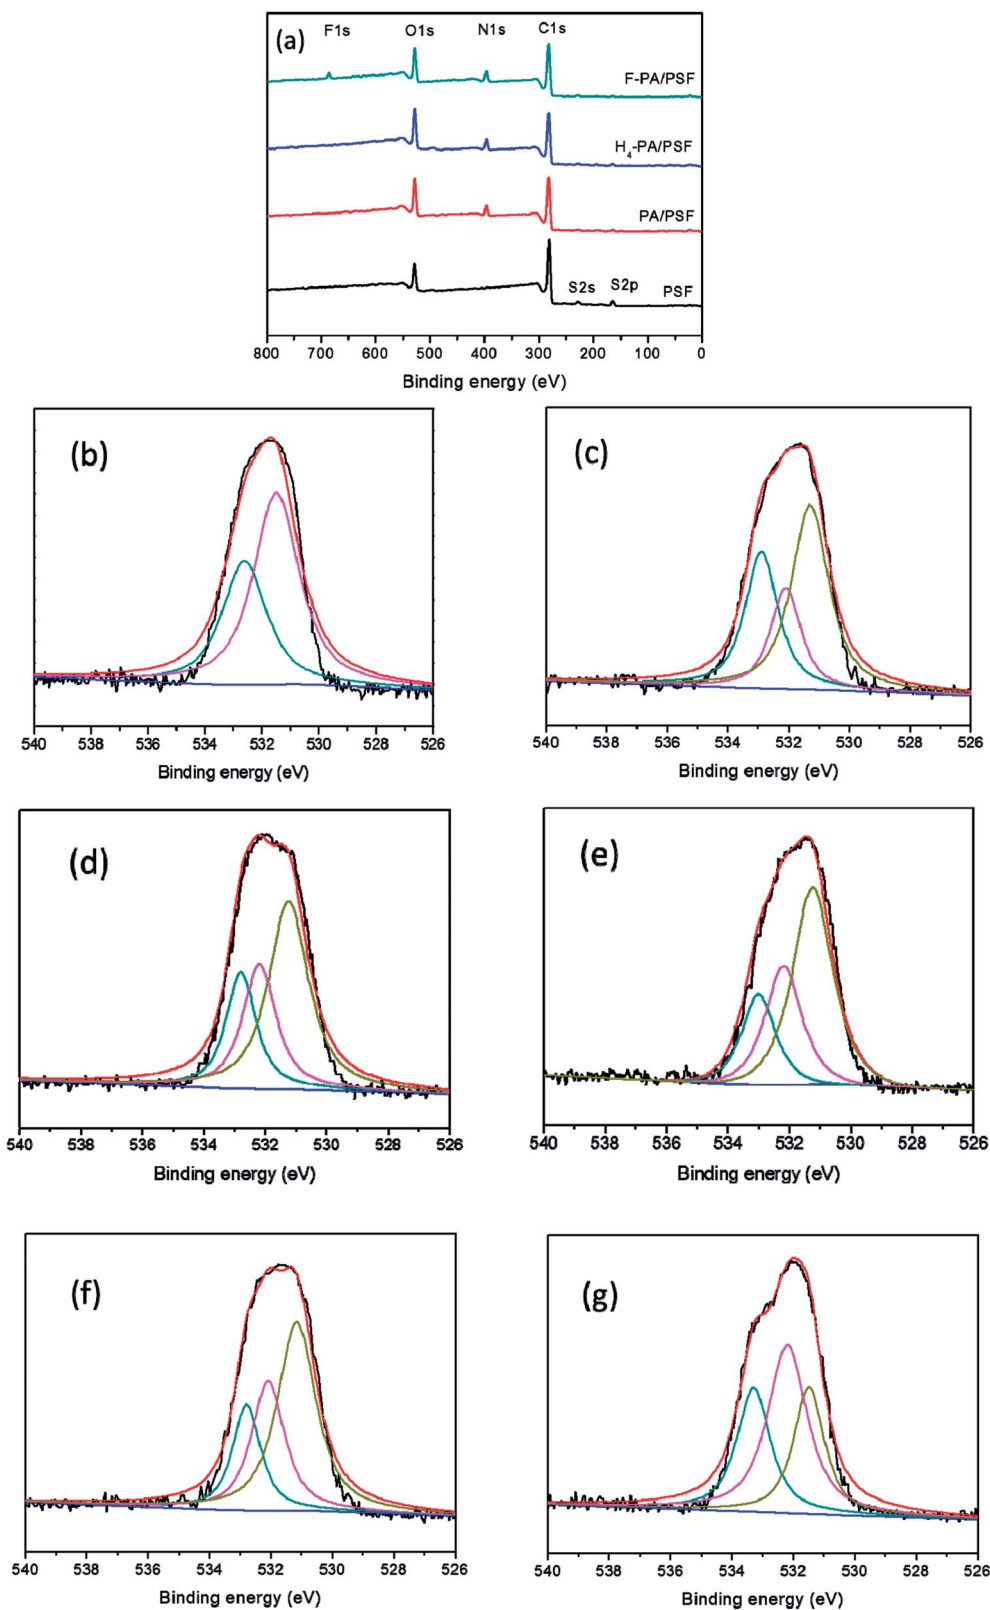 (a)
F1s O1s N1s C1s
F-PA/PSF
H₄-PA/PSF
PA/PSF
S2s S2p
PSF
800 700 600 500 400 300 200 100 0
Binding energy (eV)
(b)
540 538 536 534 532 530 528 526
Binding energy (eV)
(c)
540 538 536 534 532 530 528 526
Binding energy (eV)
(d)
540 538 536 534 532 530 528 526
Binding energy (eV)
(e)
540 538 536 534 532 530 528 526
Binding energy (eV)
(f)
540 538 536 534 532 530 528 526
Binding energy (eV)
(g)
540 538 536 534 532 530 528 526
Binding energy (eV)